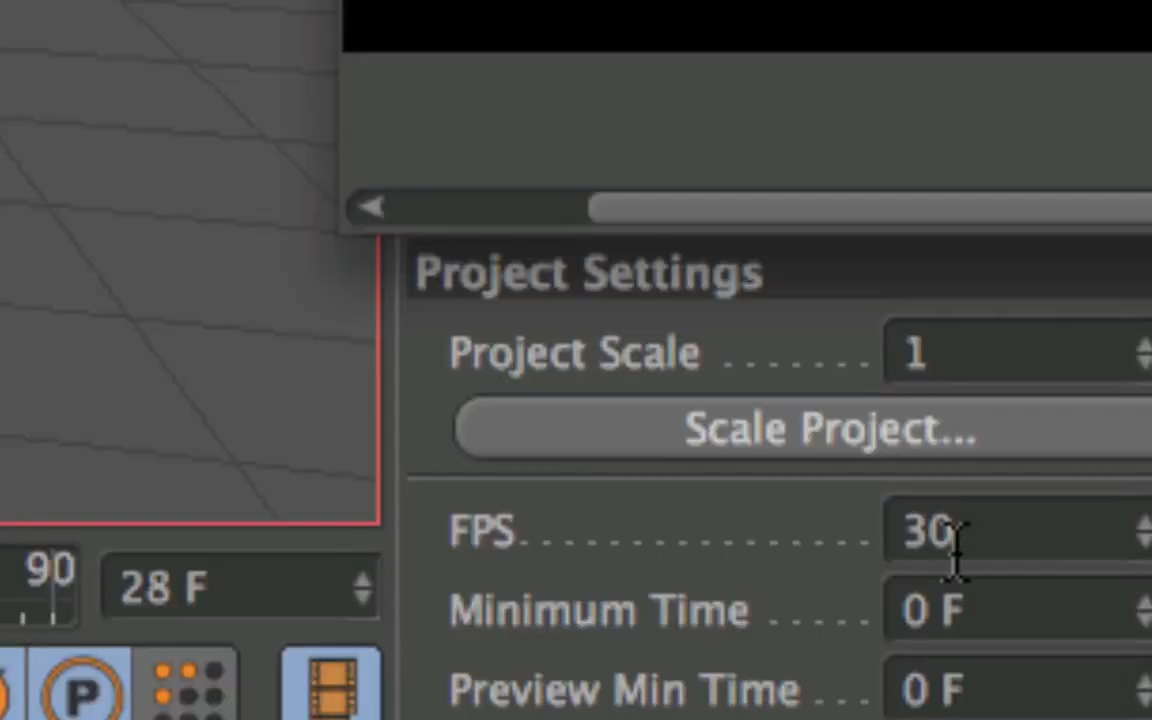 Project Settings
Project Scale ....... 1
Scale Project...
FPS.................... 30
90 28 F
Minimum Time ..... 0 F
P
Preview Min Time ... 0 F